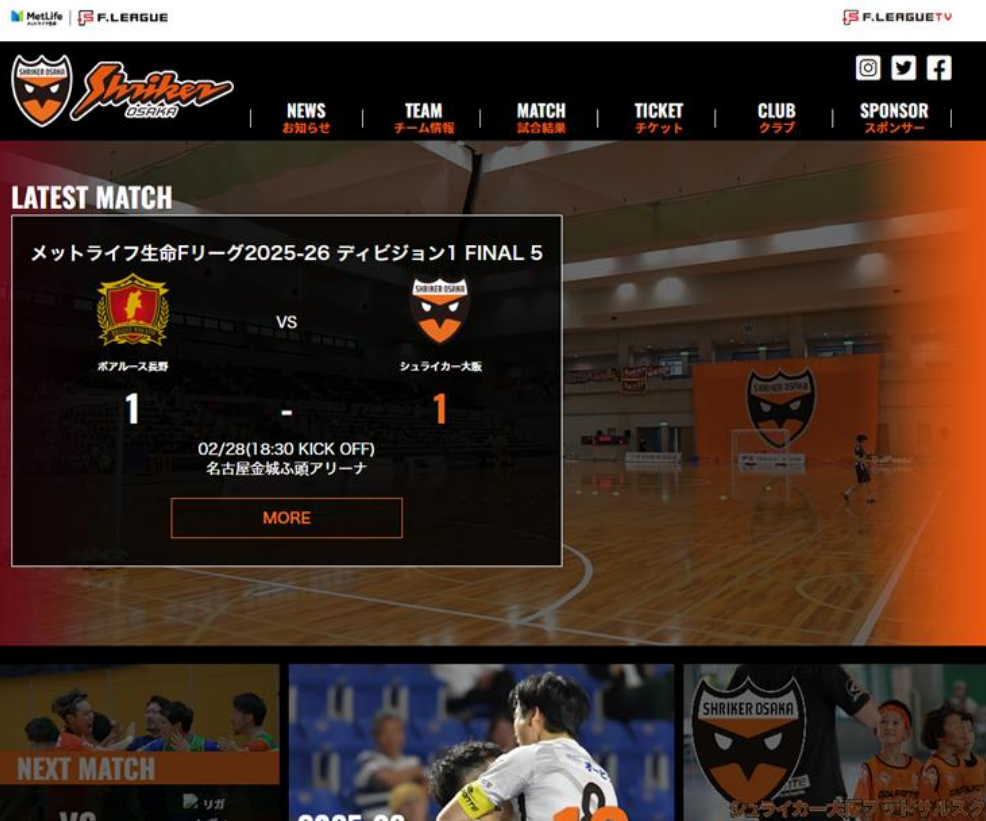 MetLife
F.LEAGUE
F.LEAGUETV
SHRIKER OSAKA
Shriker
OSAKA
NEWS
お知らせ
TEAM
チーム情報
MATCH
試合結果
TICKET
チケット
CLUB
クラブ
SPONSOR
スポンサー
LATEST MATCH
メットライフ生命Fリーグ2025-26 ディビジョン1 FINAL 5
SHRIKER OSAKA
VS
ボアルース長野
シュライカー大阪
1
-
1
02/28(18:30 KICK OFF)
名古屋金城ふ頭アリーナ
MORE
SHRIKER OSAKA
NEXT MATCH
VS
リガ
8
SHRIKER OSAKA